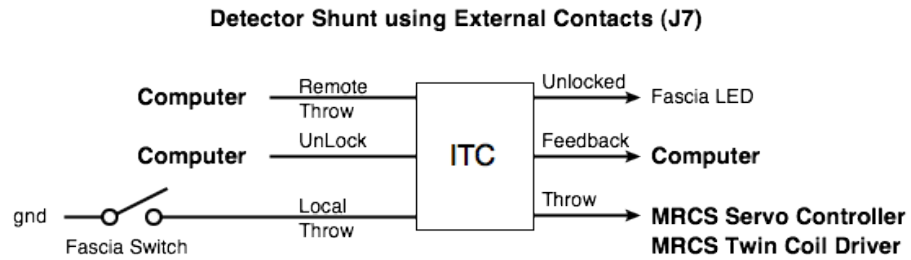 Detector Shunt using External Contacts (J7)
Computer
Remote
Throw
Unlocked
Fascia LED
Computer
UnLock
ITC
Feedback
Computer
gnd
Fascia Switch
Local
Throw
Throw
MRCS Servo Controller
MRCS Twin Coil Driver